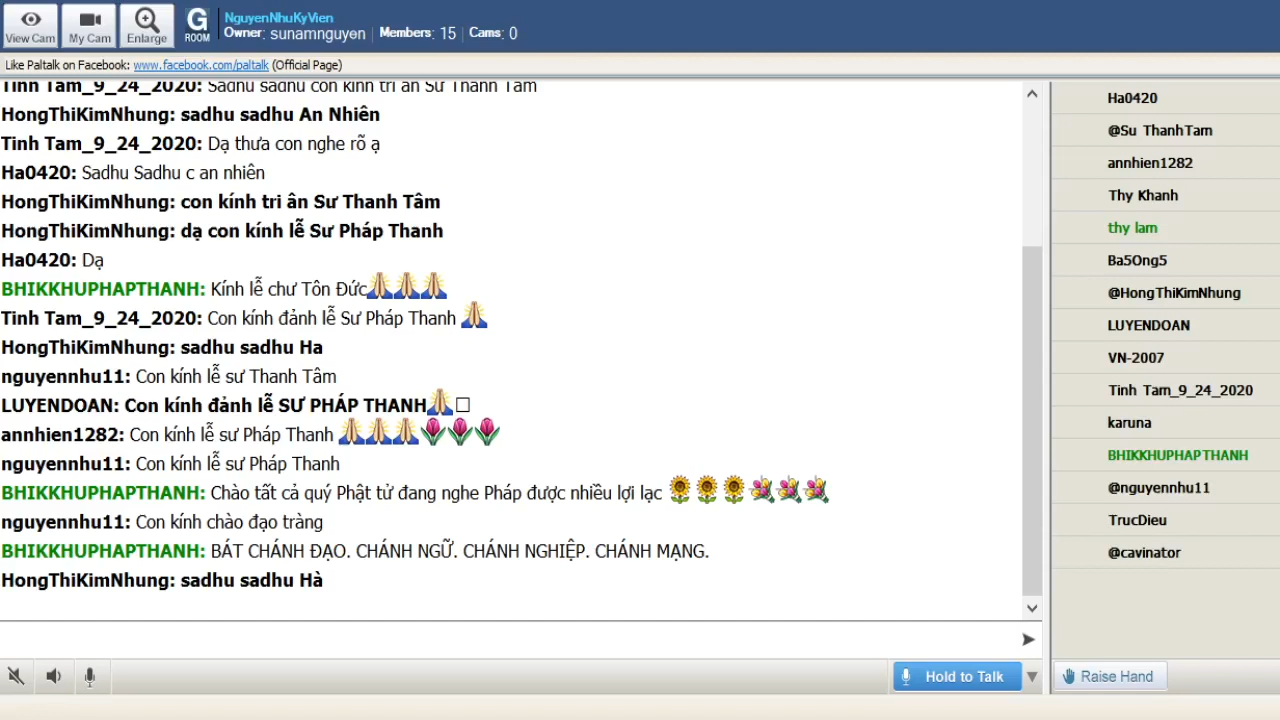 View Cam
My Cam
Enlarge
G
ROOM
NguyenNhuKyVien
Owner: sunamnguyen Members: 15 Cams: 0
Like Paltalk on Facebook: www.facebook.com/paltalk (Official Page)
Tinh Tam_9_24_2020: Sadhu sadhu con kính tri ân Sư Thanh Tâm
HongThiKimNhung: sadhu sadhu An Nhiên
Tinh Tam_9_24_2020: Dạ thưa con nghe rõ ạ
Ha0420: Sadhu Sadhu c an nhiên
HongThiKimNhung: con kính tri ân Sư Thanh Tâm
HongThiKimNhung: dạ con kính lễ Sư Pháp Thanh
Ha0420: Dạ
BHIKKHUPHAPTHANH: Kính lễ chư Tôn Đức
Tinh Tam_9_24_2020: Con kính đảnh lễ Sư Pháp Thanh
HongThiKimNhung: sadhu sadhu Ha
nguyennhu11: Con kính lễ sư Thanh Tâm
LUYENDOAN: Con kính đảnh lễ SƯ PHÁP THANH
annhien1282: Con kính lễ sư Pháp Thanh
nguyennhu11: Con kính lễ sư Pháp Thanh
BHIKKHUPHAPTHANH: Chào tất cả quý Phật tử đang nghe Pháp được nhiều lợi lạc
nguyennhu11: Con kính chào đạo tràng
BHIKKHUPHAPTHANH: BÁT CHÁNH ĐẠO. CHÁNH NGỮ. CHÁNH NGHIỆP. CHÁNH MẠNG.
HongThiKimNhung: sadhu sadhu Hà
Hold to Talk
Ha0420
@Su ThanhTam
annhien1282
Thy Khanh
thy lam
Ba5Ong5
@HongThiKimNhung
LUYENDOAN
VN-2007
Tinh Tam_9_24_2020
karuna
BHIKKHUPHAPTHANH
@nguyennhu11
TrucDieu
@cavinator
Raise Hand